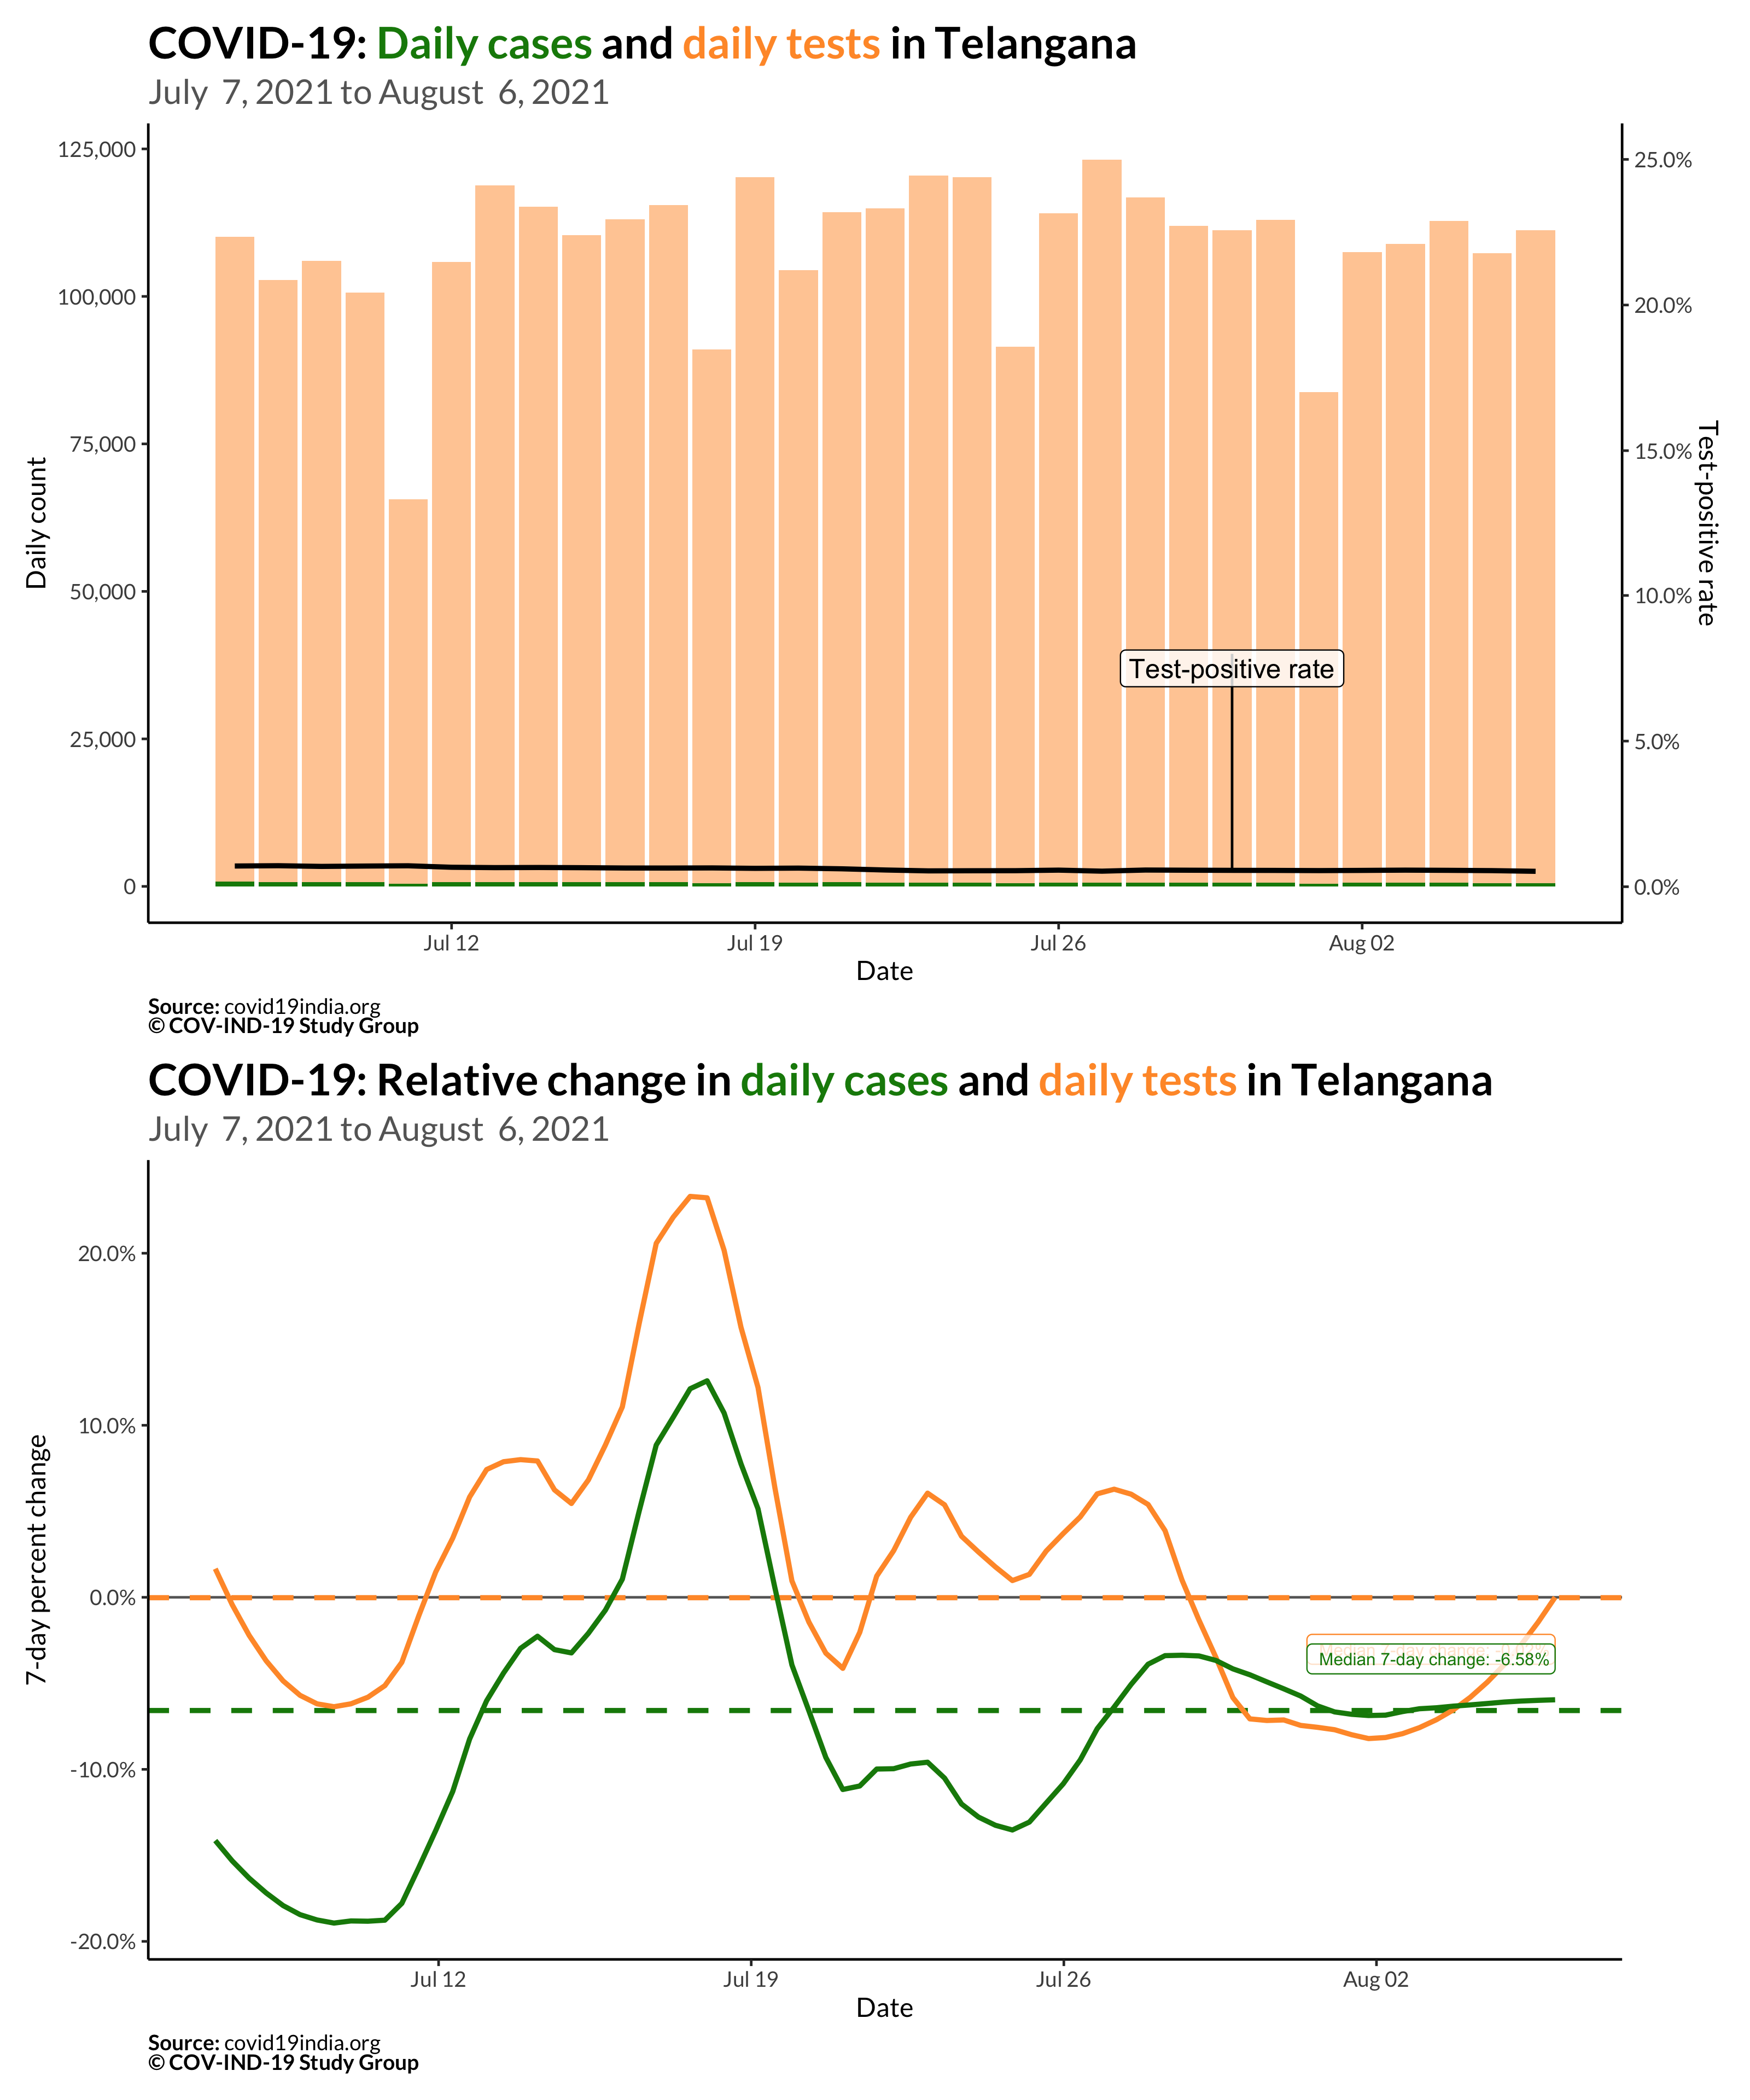 COVID-19: Daily cases and daily tests in Telangana
July 7, 2021 to August 6, 2021
125,000
100,000
75,000
50,000
25,000
0
Daily count
25.0%
20.0%
15.0%
10.0%
5.0%
0.0%
Test-positive rate
Test-positive rate
Jul 12
Jul 19
Jul 26
Aug 02
Date
Source: covid19india.org
© COV-IND-19 Study Group
COVID-19: Relative change in daily cases and daily tests in Telangana
July 7, 2021 to August 6, 2021
20.0%
10.0%
0.0%
-10.0%
-20.0%
7-day percent change
Median 7-day change:
Median 7-day change: -6.58%
Jul 12
Jul 19
Jul 26
Aug 02
Date
Source: covid19india.org
© COV-IND-19 Study Group